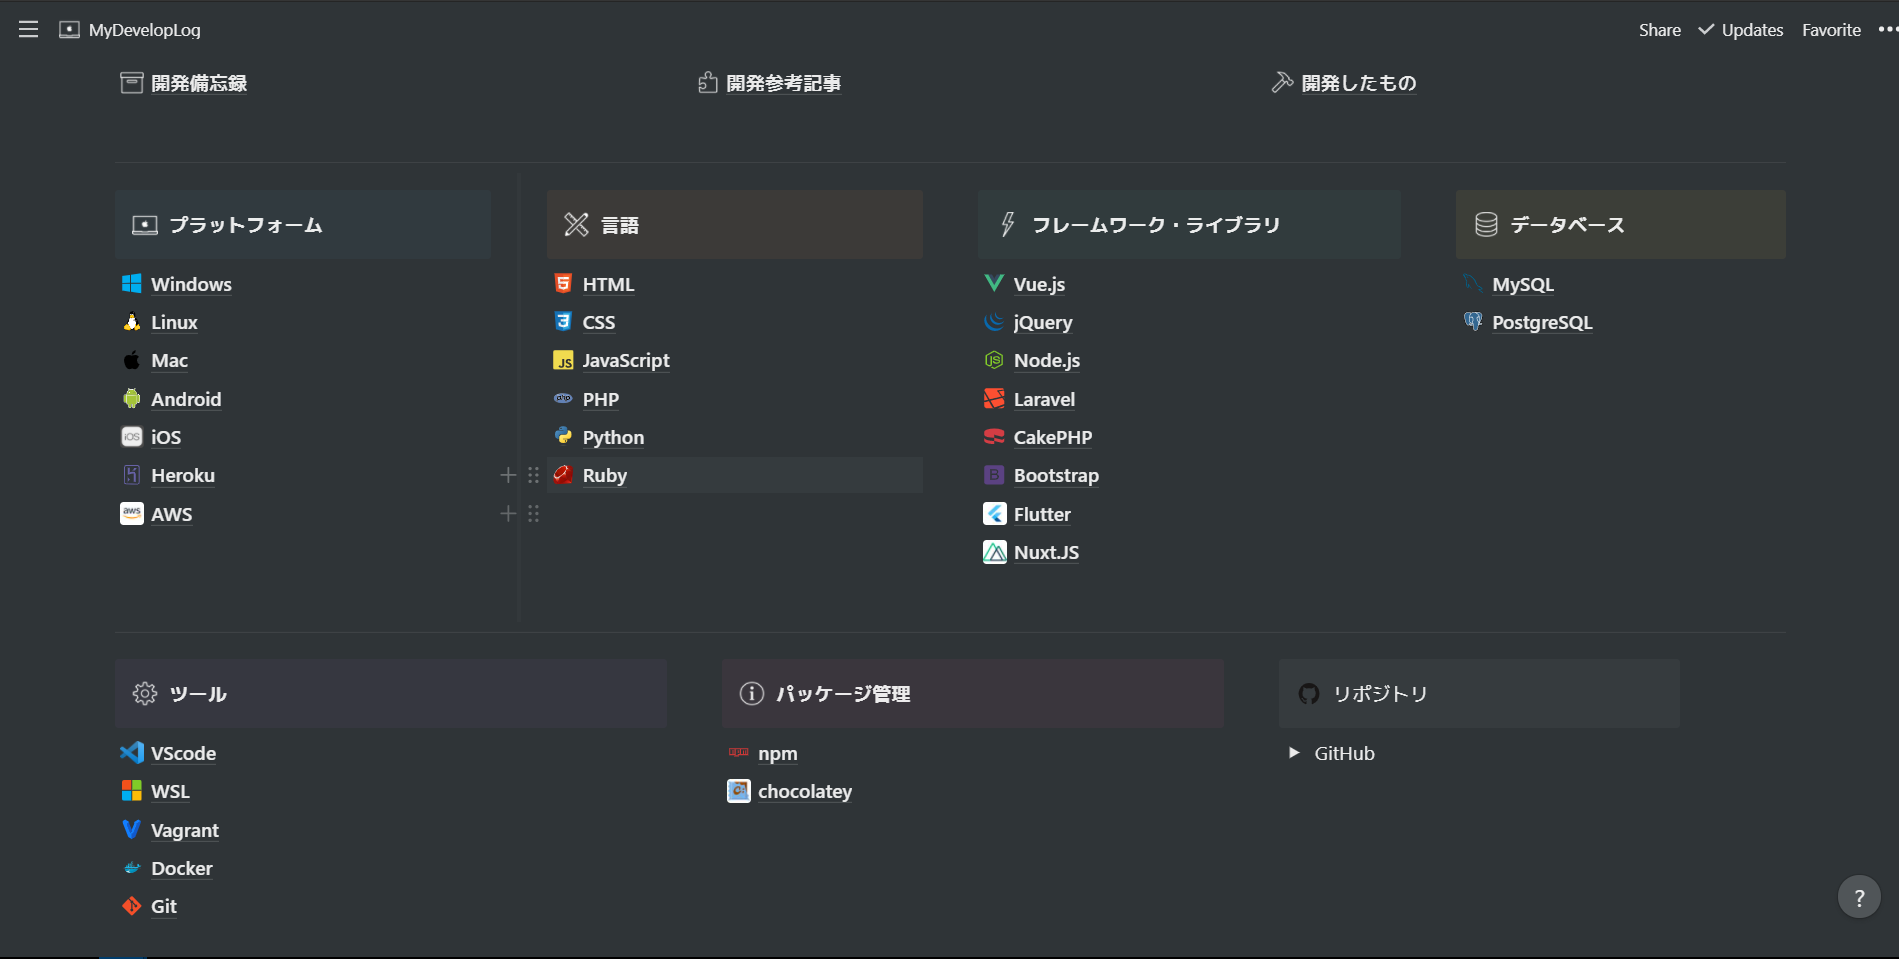 MyDevelopLog
Share
Updates
Favorite
開発備忘録
開発参考記事
開発したもの
プラットフォーム
Windows
Linux
Mac
Android
iOS
Heroku
AWS
言語
HTML
CSS
JavaScript
PHP
Python
Ruby
フレームワーク・ライブラリ
Vue.js
jQuery
Node.js
Laravel
CakePHP
Bootstrap
Flutter
Nuxt.JS
データベース
MySQL
PostgreSQL
ツール
VScode
WSL
Vagrant
Docker
Git
パッケージ管理
npm
chocolatey
リポジトリ
GitHub
?